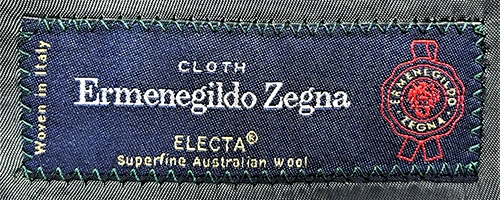 Woven in Italy
CLOTH
Ermenegildo Zegna
ELECTA®
Superfine Australian Wool
ERMENEGILDO
ZEGNA